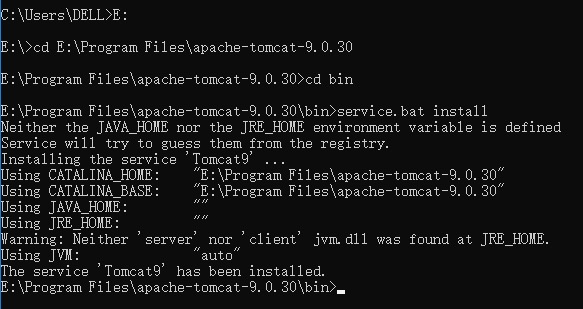 C:\Users\DELL>E:
E:\>cd E:\Program Files\apache-tomcat-9.0.30
E:\Program Files\apache-tomcat-9.0.30>cd bin
E:\Program Files\apache-tomcat-9.0.30\bin>service.bat install
Neither the JAVA_HOME nor the JRE_HOME environment variable is defined
Service will try to guess them from the registry.
Installing the service 'Tomcat9' ...
Using CATALINA_HOME:    "E:\Program Files\apache-tomcat-9.0.30"
Using CATALINA_BASE:    "E:\Program Files\apache-tomcat-9.0.30"
Using JAVA_HOME:        ""
Using JRE_HOME:         ""
Warning: Neither 'server' nor 'client' jvm.dll was found at JRE_HOME.
Using JVM:              "auto"
The service 'Tomcat9' has been installed.
E:\Program Files\apache-tomcat-9.0.30\bin>